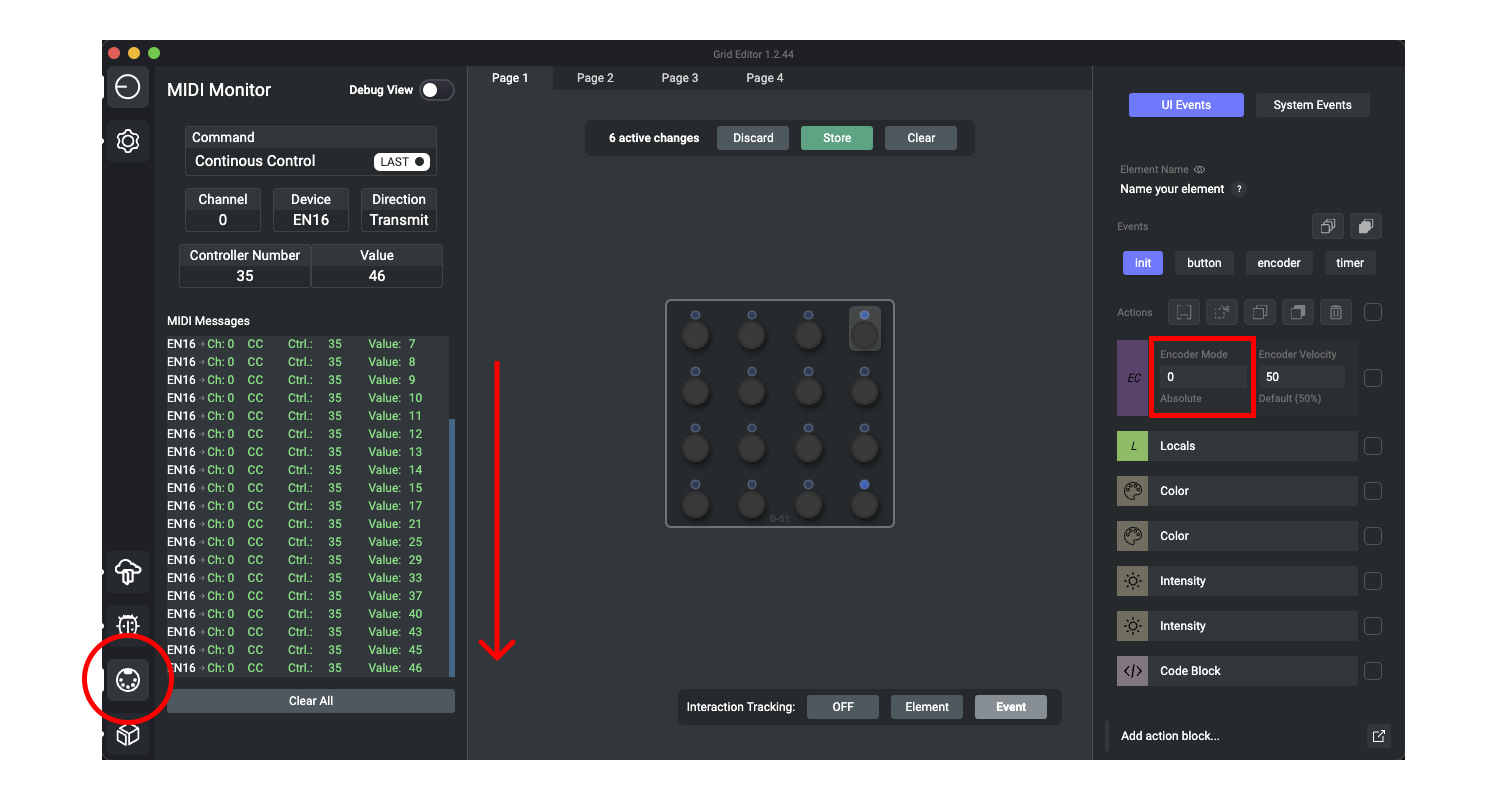 Grid Editor 1.2.44
MIDI Monitor
Debug View
Command
Continous Control
LAST
Channel
Device
Direction
0
EN16
Transmit
Controller Number
Value
35
46
MIDI Messages
EN16 → Ch: 0 CC Ctrl.: 35 Value: 7
EN16 → Ch: 0 CC Ctrl.: 35 Value: 8
EN16 → Ch: 0 CC Ctrl.: 35 Value: 9
EN16 → Ch: 0 CC Ctrl.: 35 Value: 10
EN16 → Ch: 0 CC Ctrl.: 35 Value: 11
EN16 → Ch: 0 CC Ctrl.: 35 Value: 12
EN16 → Ch: 0 CC Ctrl.: 35 Value: 13
EN16 → Ch: 0 CC Ctrl.: 35 Value: 14
EN16 → Ch: 0 CC Ctrl.: 35 Value: 15
EN16 → Ch: 0 CC Ctrl.: 35 Value: 17
EN16 → Ch: 0 CC Ctrl.: 35 Value: 21
EN16 → Ch: 0 CC Ctrl.: 35 Value: 25
EN16 → Ch: 0 CC Ctrl.: 35 Value: 29
EN16 → Ch: 0 CC Ctrl.: 35 Value: 33
EN16 → Ch: 0 CC Ctrl.: 35 Value: 37
EN16 → Ch: 0 CC Ctrl.: 35 Value: 40
EN16 → Ch: 0 CC Ctrl.: 35 Value: 43
EN16 → Ch: 0 CC Ctrl.: 35 Value: 45
EN16 → Ch: 0 CC Ctrl.: 35 Value: 46
Clear All
Page 1 Page 2 Page 3 Page 4
6 active changes Discard Store Clear
D-51
Interaction Tracking: OFF Element Event
UI Events System Events
Element Name
Name your element ?
Events
init button encoder timer
Actions
EC
Encoder Mode Encoder Velocity
0 50
Absolute Default (50%)
L Locals
Color
Color
Intensity
Intensity
</> Code Block
Add action block...